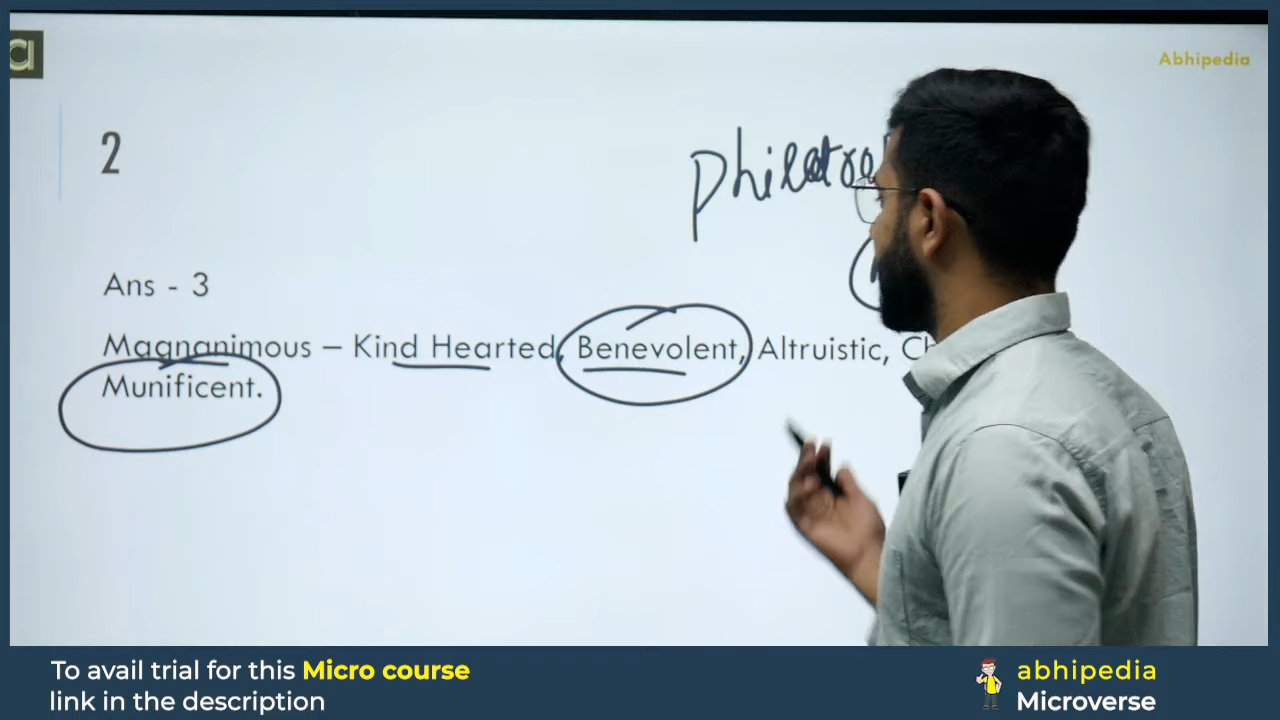 Abhipedia
2
Ans - 3
Magnanimous – Kind Hearted, Benevolent, Altruistic,
Munificent.
To avail trial for this Micro course
link in the description
abhipedia
Microverse